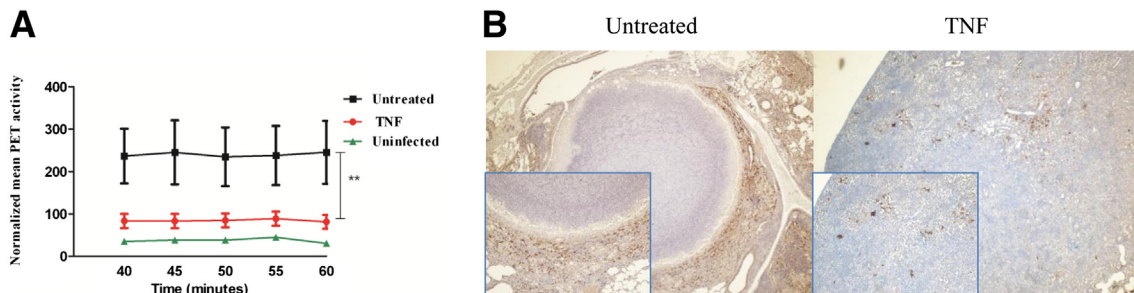 A
Normalized mean PET activity
400
300
200
100
0
40 45 50 55 60
Time (minutes)
Untreated
TNF
Uninfected
**
B
Untreated TNF